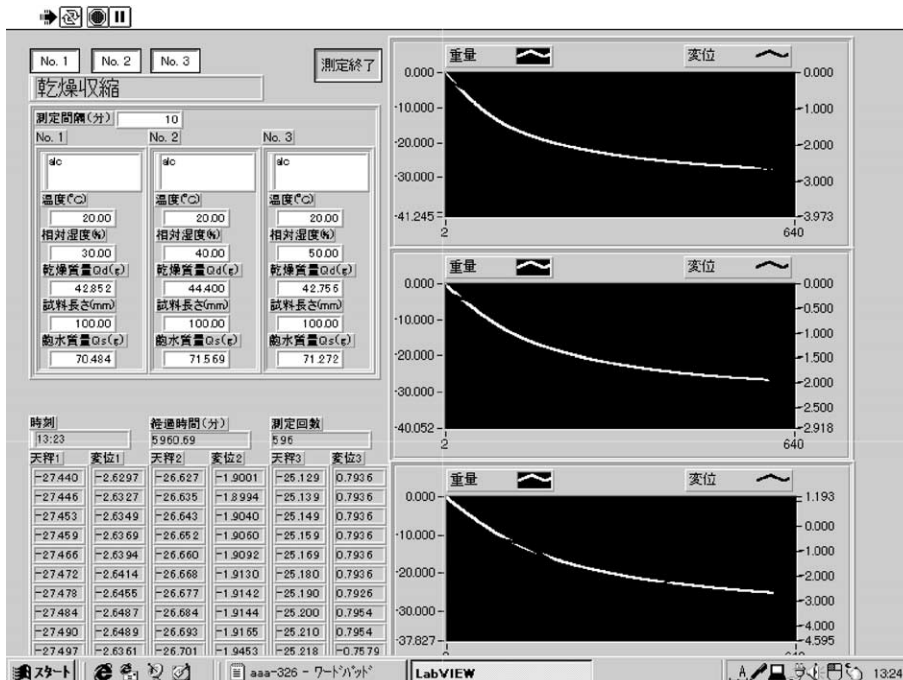 No. 1 No. 2 No. 3 測定終了
乾燥収縮
測定間隔(分) 10
No. 1 No. 2 No. 3
alc alc alc
温度(℃) 温度(℃) 温度(℃)
20.00 20.00 20.00
相対湿度%) 相対湿度%) 相対湿度%)
30.00 40.00 50.00
乾燥質量Qd(g) 乾燥質量Qd(g) 乾燥質量Qd(g)
42.852 44.400 42.756
試料長さ(mm) 試料長さ(mm) 試料長さ(mm)
100.00 100.00 100.00
飽水質量Qs(g) 飽水質量Qs(g) 飽水質量Qs(g)
70.484 71.569 71.272
時刻 経過時間(分) 測定回数
13:23 5960.69 596
天秤1 変位1 天秤2 変位2 天秤3 変位3
-27.440 -2.6297 -26.627 -1.9001 -25.129 0.7936
-27.446 -2.6327 -26.635 -1.8994 -25.139 0.7936
-27.453 -2.6349 -26.643 -1.9040 -25.149 0.7936
-27.459 -2.6369 -26.652 -1.9060 -25.159 0.7936
-27.466 -2.6394 -26.660 -1.9092 -25.169 0.7936
-27.472 -2.6414 -26.668 -1.9130 -25.180 0.7936
-27.478 -2.6455 -26.677 -1.9142 -25.190 0.7926
-27.484 -2.6487 -26.684 -1.9144 -25.200 0.7954
-27.490 -2.6489 -26.693 -1.9165 -25.210 0.7954
-27.497 -2.6361 -26.701 -1.9453 -25.218 -0.7579
重量 変位
0.000 0.000
-10.000 -1.000
-20.000 -2.000
-30.000 -3.000
-41.245 -3.973
2 640
重量 変位
0.000 0.000
-0.500
-10.000 -1.000
-20.000 -1.500
-30.000 -2.000
-2.500
-40.052 -2.918
2 640
重量 変位
0.000 1.193
0.000
-10.000 -1.000
-20.000 -2.000
-3.000
-30.000 -4.000
-37.827 -4.595
スタート aaa-326 - ワードパッド LabVIEW A 13:24